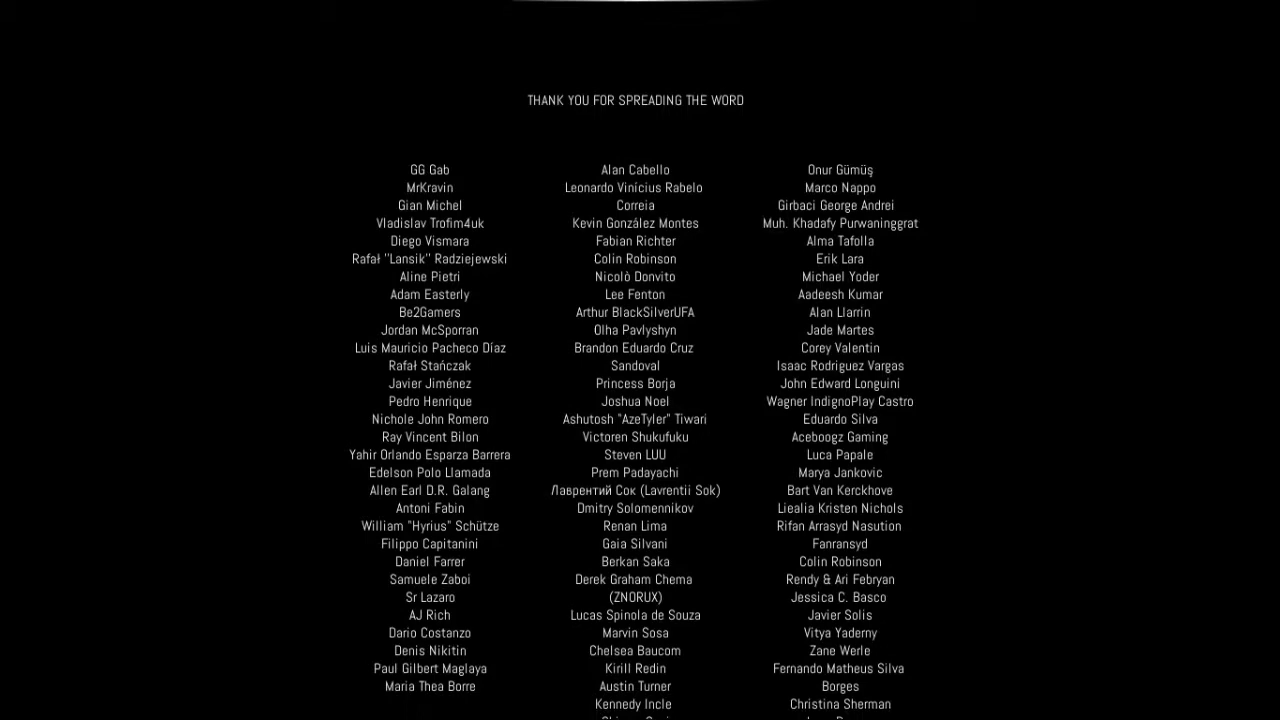 THANK YOU FOR SPREADING THE WORD
GG Gab
MrKravin
Gian Michel
Vladislav Trofim4uk
Diego Vismara
Rafał ''Lansik'' Radziejewski
Aline Pietri
Adam Easterly
Be2Gamers
Jordan McSporran
Luis Mauricio Pacheco Díaz
Rafał Stańczak
Javier Jiménez
Pedro Henrique
Nichole John Romero
Ray Vincent Bilon
Yahir Orlando Esparza Barrera
Edelson Polo Llamada
Allen Earl D.R. Galang
Antoni Fabin
William "Hyrius" Schütze
Filippo Capitanini
Daniel Farrer
Samuele Zaboi
Sr Lazaro
AJ Rich
Dario Costanzo
Denis Nikitin
Paul Gilbert Maglaya
Maria Thea Borre
Alan Cabello
Leonardo Vinícius Rabelo
Correia
Kevin González Montes
Fabian Richter
Colin Robinson
Nicolò Donvito
Lee Fenton
Arthur BlackSilverUFA
Olha Pavlyshyn
Brandon Eduardo Cruz
Sandoval
Princess Borja
Joshua Noel
Ashutosh "AzeTyler" Tiwari
Victoren Shukufuku
Steven LUU
Prem Padayachi
Лаврентий Сок (Lavrentii Sok)
Dmitry Solomennikov
Renan Lima
Gaia Silvani
Berkan Saka
Derek Graham Chema
(ZNORUX)
Lucas Spinola de Souza
Marvin Sosa
Chelsea Baucom
Kirill Redin
Austin Turner
Kennedy Incle
Onur Gümüş
Marco Nappo
Girbaci George Andrei
Muh. Khadafy Purwaninggrat
Alma Tafolla
Erik Lara
Michael Yoder
Aadeesh Kumar
Alan Llarrin
Jade Martes
Corey Valentin
Isaac Rodriguez Vargas
John Edward Longuini
Wagner IndignoPlay Castro
Eduardo Silva
Aceboogz Gaming
Luca Papale
Marya Jankovic
Bart Van Kerckhove
Liealia Kristen Nichols
Rifan Arrasyd Nasution
Fanransyd
Colin Robinson
Rendy & Ari Febryan
Jessica C. Basco
Javier Solis
Vitya Yaderny
Zane Werle
Fernando Matheus Silva
Borges
Christina Sherman